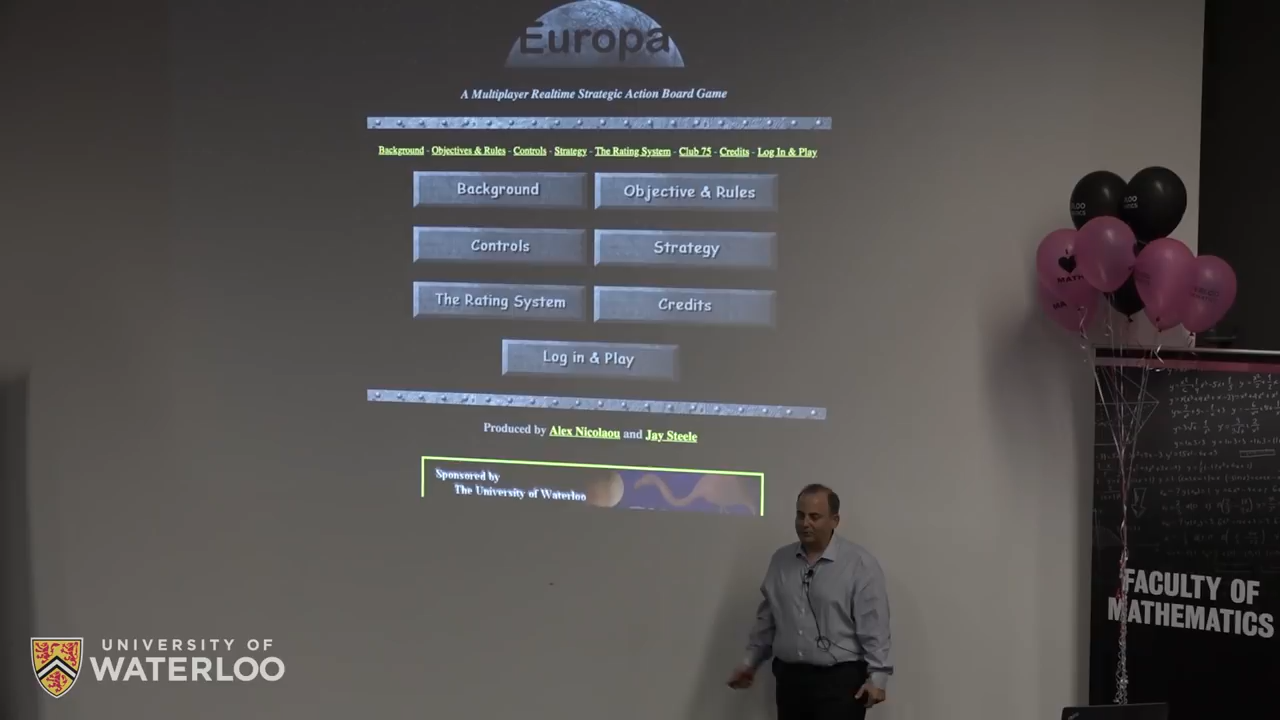 Europa
A Multiplayer Realtime Strategic Action Board Game
Background - Objectives & Rules - Controls - Strategy - The Rating System - Club 75 - Credits - Log In & Play
Background
Objective & Rules
Controls
Strategy
The Rating System
Credits
Log in & Play
Produced by Alex Nicolaou and Jay Steele
Sponsored by
The University of Waterloo
I
MATH
FACULTY OF
MATHEMATICS
UNIVERSITY OF
WATERLOO